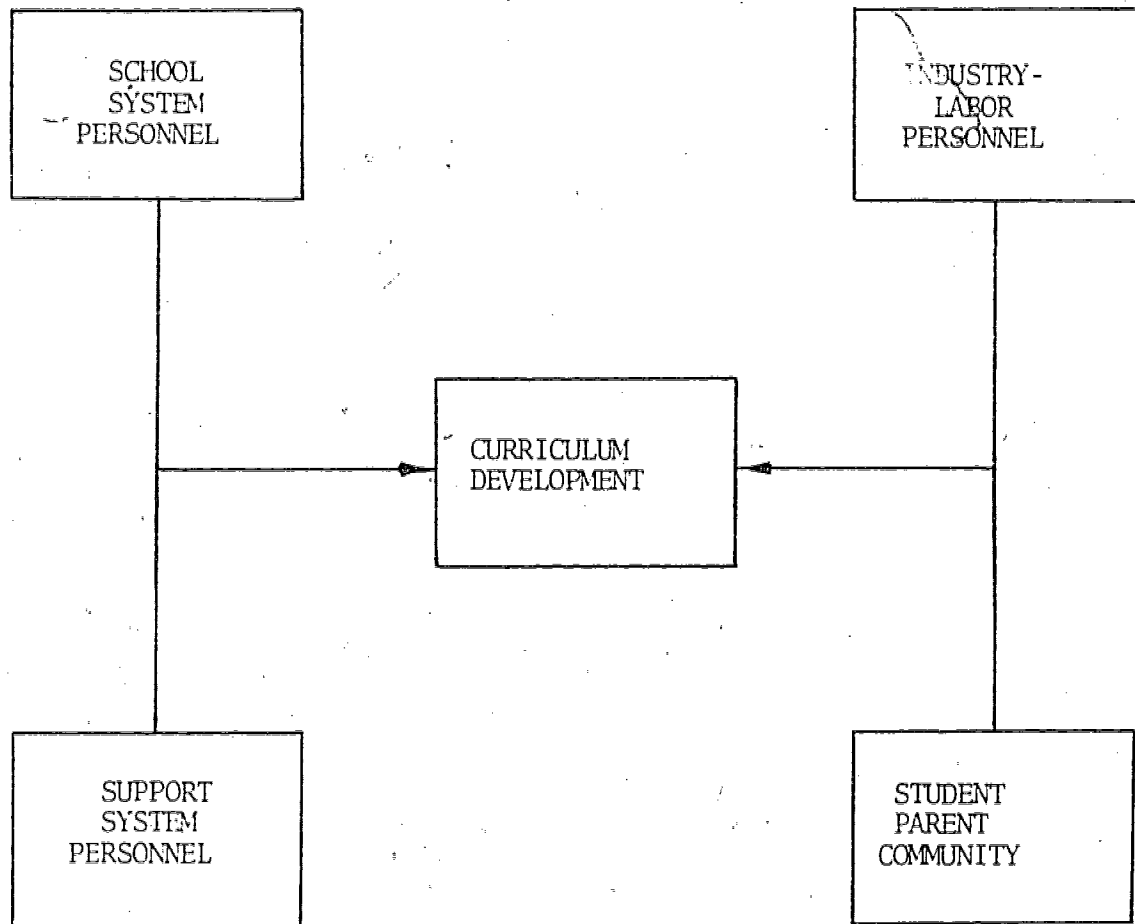 SCHOOL
SYSTEM
PERSONNEL
INDUSTRY-
LABOR
PERSONNEL
CURRICULUM
DEVELOPMENT
SUPPORT
SYSTEM
PERSONNEL
STUDENT
PARENT
COMMUNITY